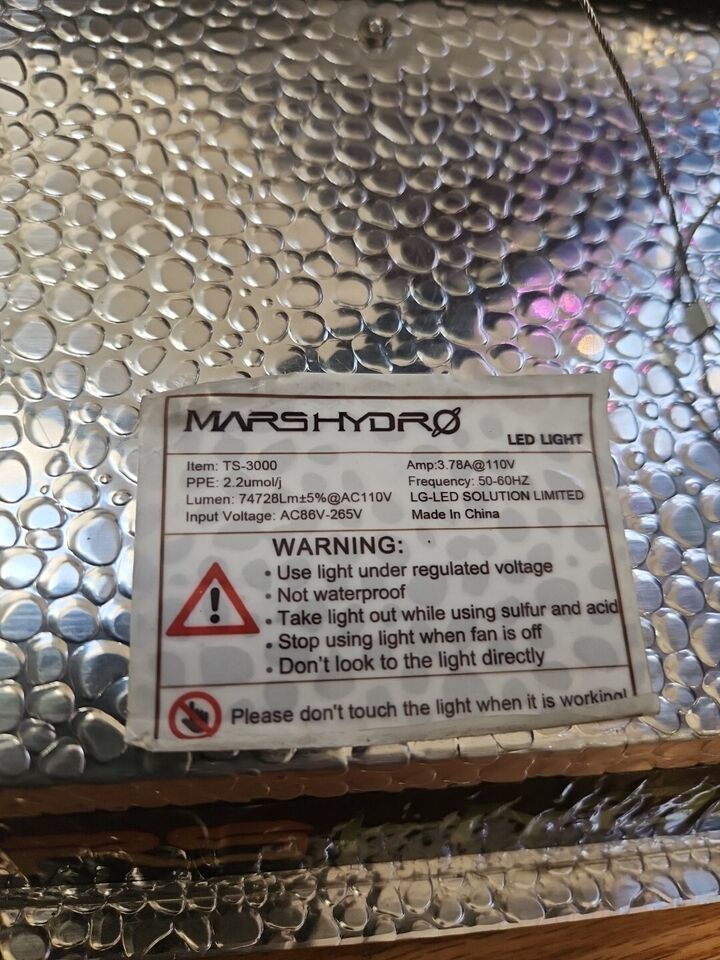 MARSHYDRO
LED LIGHT
Item: TS-3000
PPE: 2.2umol/j
Lumen: 74728Lm±5%@AC110V
Input Voltage: AC86V-265V
Amp:3.78A@110V
Frequency: 50-60HZ
LG-LED SOLUTION LIMITED
Made In China
WARNING:
• Use light under regulated voltage
• Not waterproof
• Take light out while using sulfur and acid
• Stop using light when fan is off
• Don't look to the light directly
Please don't touch the light when it is working!